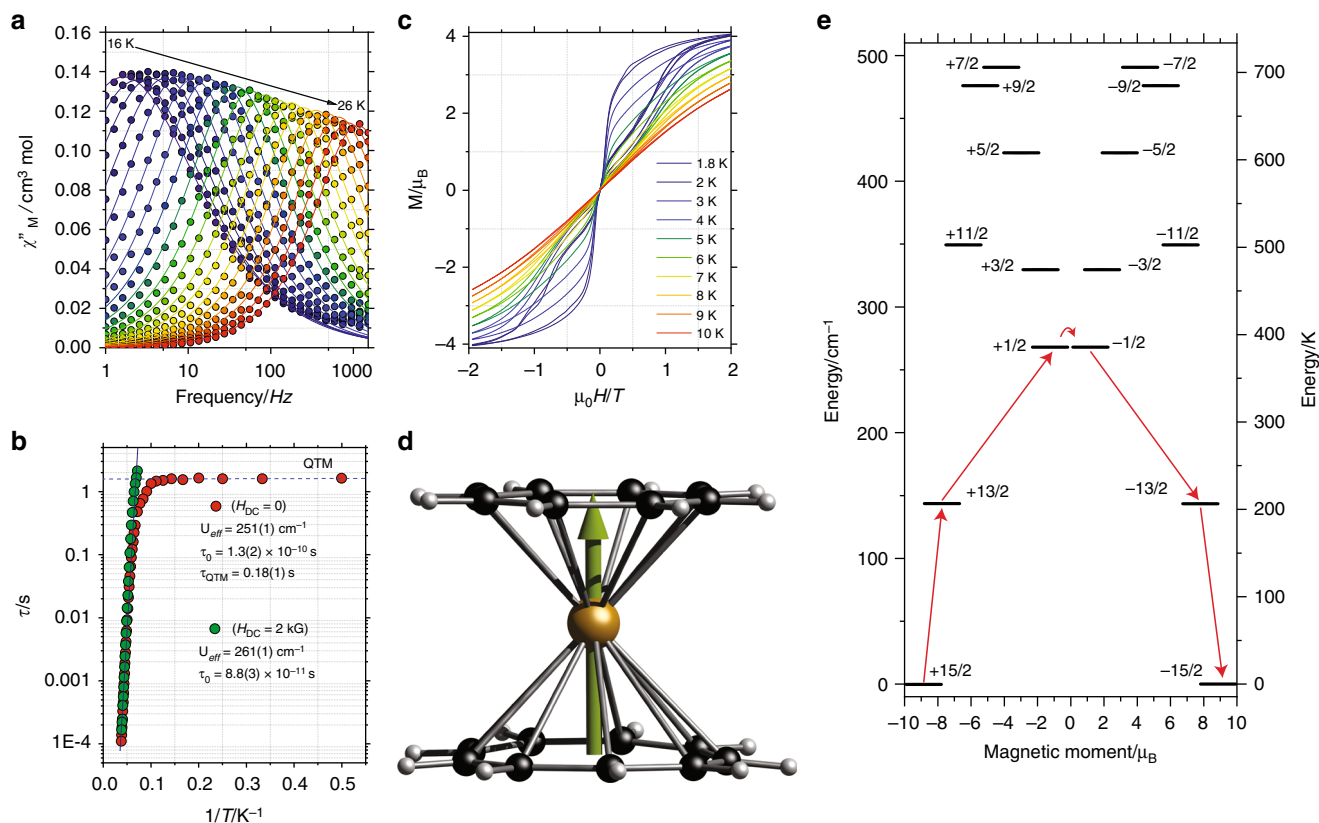 a
16 K
26 K
0.16
0.14
0.12
0.10
0.08
0.06
0.04
0.02
0.00
χ"M / cm³ mol
1 10 100 1000
Frequency/Hz
b
QTM
(HDC = 0)
Ueff = 251(1) cm⁻¹
τ0 = 1.3(2) × 10⁻¹⁰ s
τQTM = 0.18(1) s
(HDC = 2 kG)
Ueff = 261(1) cm⁻¹
τ0 = 8.8(3) × 10⁻¹¹ s
1
0.1
0.01
0.001
1E-4
τ/s
0.0 0.1 0.2 0.3 0.4 0.5
1/T/K⁻¹
c
4
2
0
−2
−4
M/μB
1.8 K
2 K
3 K
4 K
5 K
6 K
7 K
8 K
9 K
10 K
−2 −1 0 1 2
μ0H/T
d
e
500
400
300
250
150
100
50
0
Energy/cm⁻¹
+7/2 −7/2
+9/2 −9/2
+5/2 −5/2
+11/2 −11/2
+3/2 −3/2
+1/2 −1/2
+13/2 −13/2
+15/2 −15/2
700
600
500
400
300
200
100
0
Energy/K
−10 −8 −6 −4 −2 0 2 4 6 8 10
Magnetic moment/μB